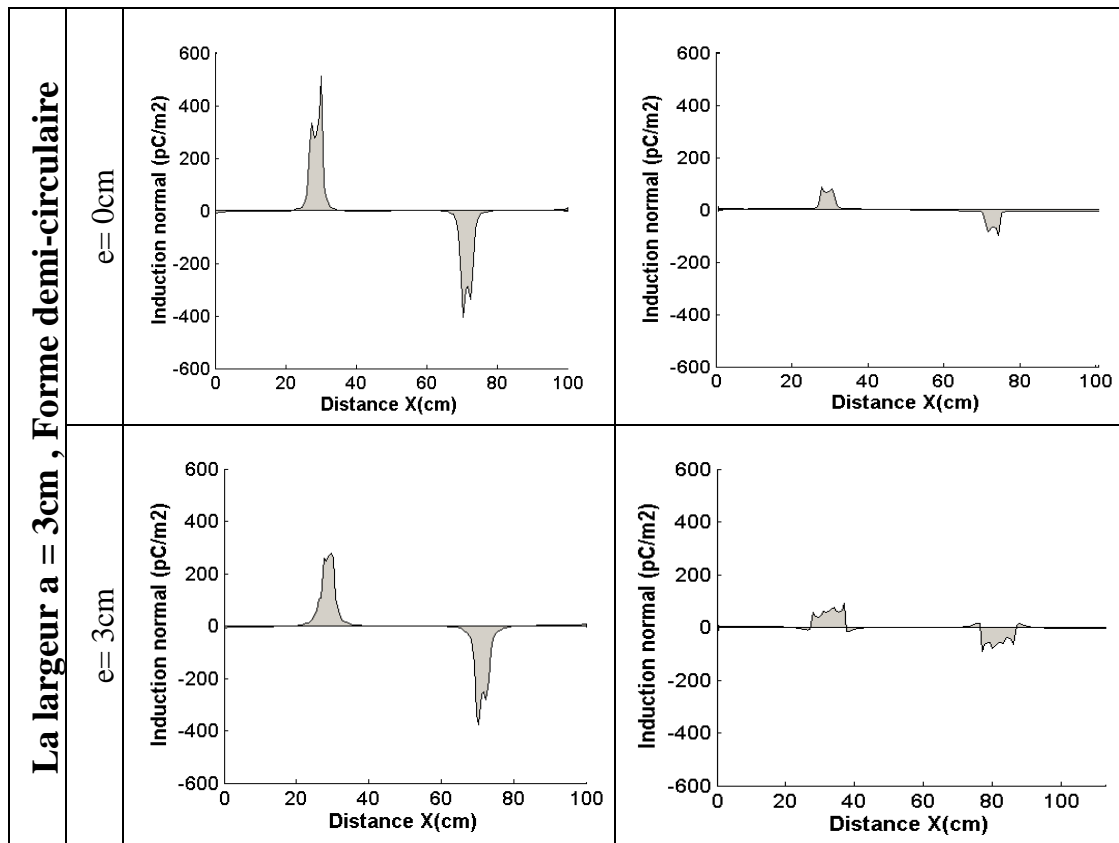 La largeur a = 3cm , Forme demi-circulaire
e= 0cm
Induction normal (pC/m2)
600
400
200
0
-200
-400
-600
0 20 40 60 80 100
Distance X(cm)
Induction normal (pC/m2)
600
400
200
0
-200
-400
-600
0 20 40 60 80 100
Distance X(cm)
e= 3cm
Induction normal (pC/m2)
600
400
200
0
-200
-400
-600
0 20 40 60 80 100
Distance X(cm)
Induction normal (pC/m2)
600
400
200
0
-200
-400
-600
0 20 40 60 80 100
Distance X(cm)